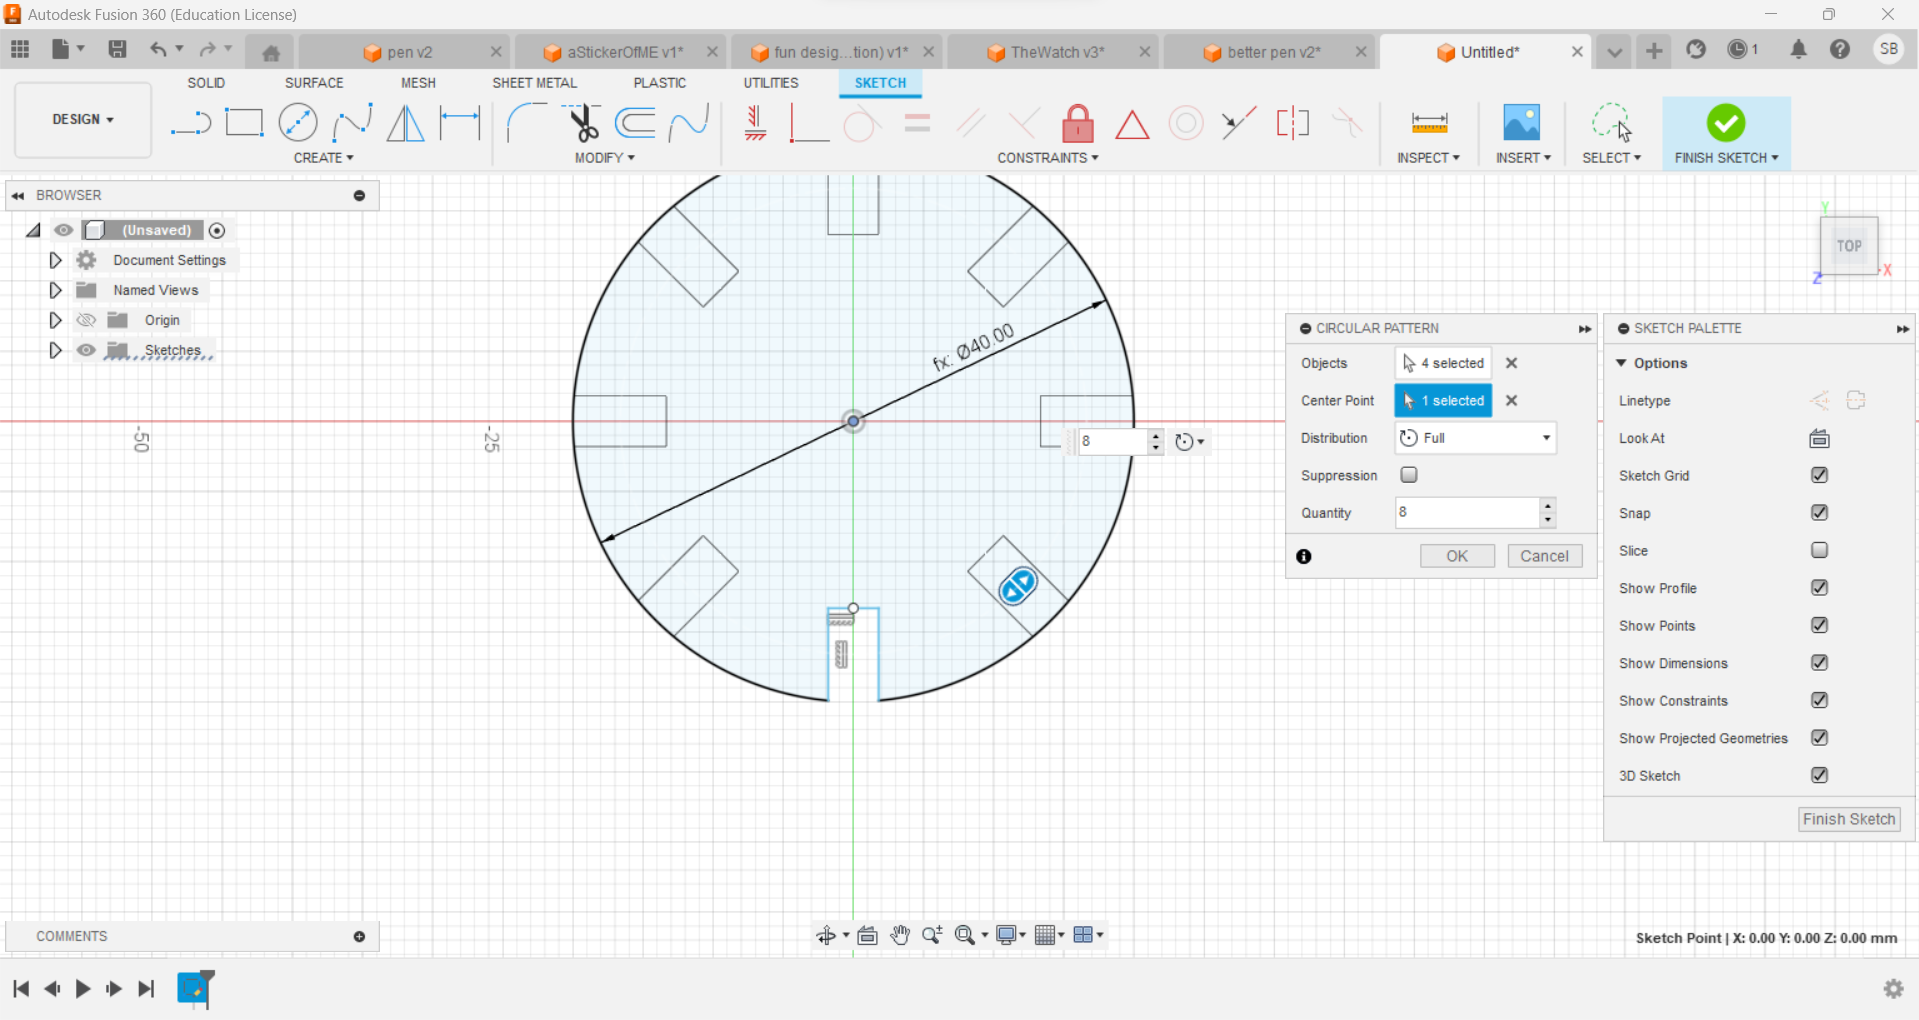 Autodesk Fusion 360 (Education License)
pen v2
aStickerOfME v1*
fun desig...tion) v1*
TheWatch v3*
better pen v2*
Untitled*
1
SB
SOLID
SURFACE
MESH
SHEET METAL
PLASTIC
UTILITIES
SKETCH
DESIGN
CREATE
MODIFY
CONSTRAINTS
INSPECT
INSERT
SELECT
FINISH SKETCH
BROWSER
(Unsaved)
Document Settings
Named Views
Origin
Sketches
-50
-25
fx: Ø40.00
8
Y
TOP
X
Z
CIRCULAR PATTERN
Objects
4 selected
Center Point
1 selected
Distribution
Full
Suppression
Quantity
8
OK
Cancel
SKETCH PALETTE
Options
Linetype
Look At
Sketch Grid
Snap
Slice
Show Profile
Show Points
Show Dimensions
Show Constraints
Show Projected Geometries
3D Sketch
Finish Sketch
COMMENTS
Sketch Point | X: 0.00 Y: 0.00 Z: 0.00 mm